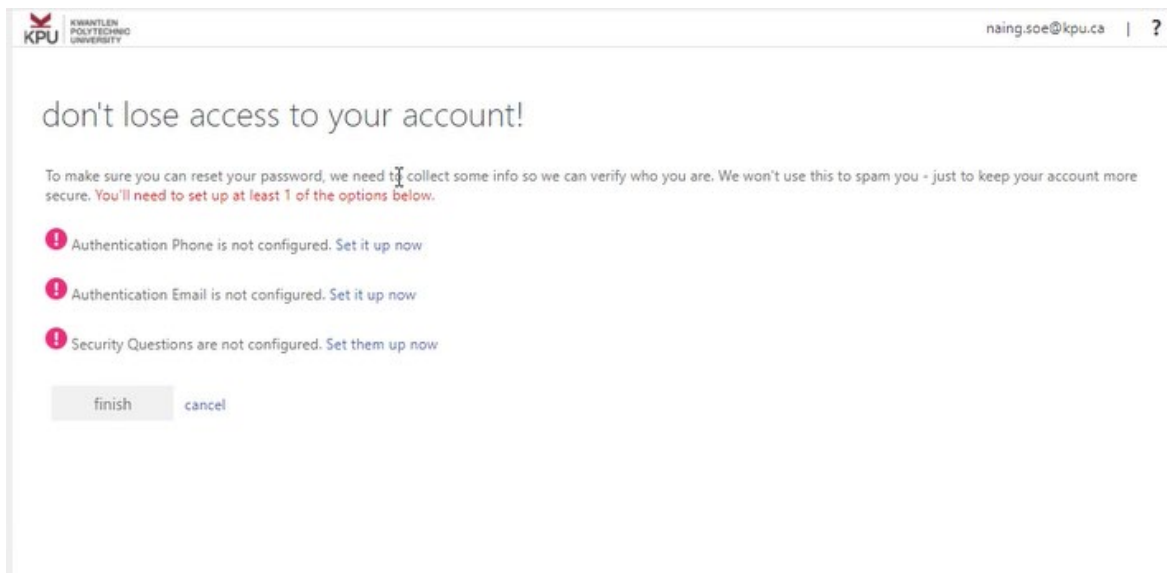 KPU KWANTLEN
POLYTECHNIC
UNIVERSITY
naing.soe@kpu.ca | ?
don't lose access to your account!
To make sure you can reset your password, we need to collect some info so we can verify who you are. We won't use this to spam you - just to keep your account more
secure. You'll need to set up at least 1 of the options below.
! Authentication Phone is not configured. Set it up now
! Authentication Email is not configured. Set it up now
! Security Questions are not configured. Set them up now
finish cancel